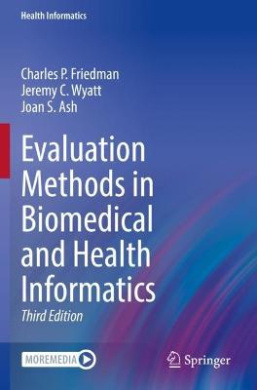 Health Informatics
Charles P. Friedman
Jeremy C. Wyatt
Joan S. Ash
Evaluation
Methods in
Biomedical
and Health
Informatics
Third Edition
MOREMEDIA
Springer